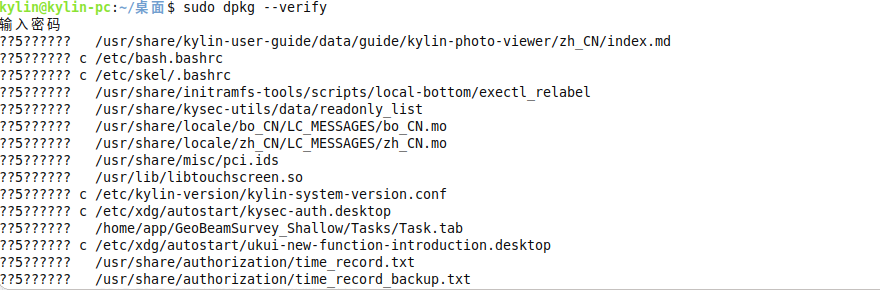 kylin@kylin-pc:~/桌面$ sudo dpkg --verify
输入密码
??5??????   /usr/share/kylin-user-guide/data/guide/kylin-photo-viewer/zh_CN/index.md
??5?????? c /etc/bash.bashrc
??5?????? c /etc/skel/.bashrc
??5??????   /usr/share/initramfs-tools/scripts/local-bottom/exectl_relabel
??5??????   /usr/share/kysec-utils/data/readonly_list
??5??????   /usr/share/locale/bo_CN/LC_MESSAGES/bo_CN.mo
??5??????   /usr/share/locale/zh_CN/LC_MESSAGES/zh_CN.mo
??5??????   /usr/share/misc/pci.ids
??5??????   /usr/lib/libtouchscreen.so
??5?????? c /etc/kylin-version/kylin-system-version.conf
??5?????? c /etc/xdg/autostart/kysec-auth.desktop
??5??????   /home/app/GeoBeamSurvey_Shallow/Tasks/Task.tab
??5?????? c /etc/xdg/autostart/ukui-new-function-introduction.desktop
??5??????   /usr/share/authorization/time_record.txt
??5??????   /usr/share/authorization/time_record_backup.txt